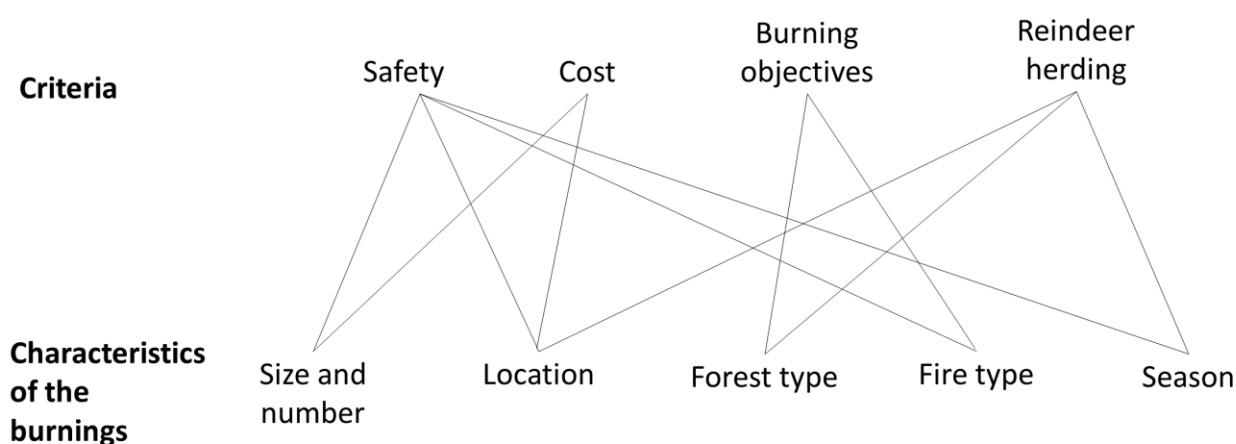 Criteria
Safety
Cost
Burning
objectives
Reindeer
herding
Characteristics
of the
burnings
Size and
number
Location
Forest type
Fire type
Season